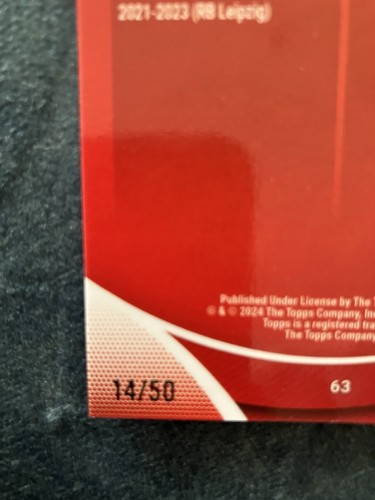 2021-2023 (RB Leipzig)
Published Under License by The
© & © 2024 The Topps Company, Inc
Topps is a registered
The Topps Company
14/50
63